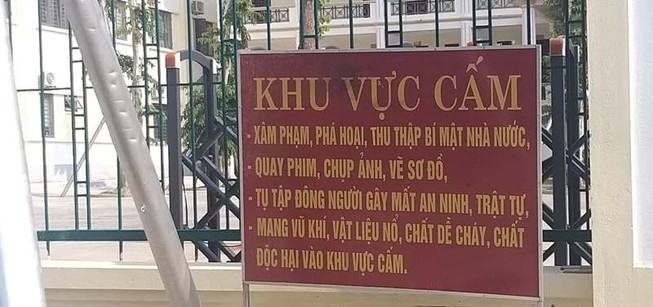 KHU VỰC CẤM
- XÂM PHẠM, PHÁ HOẠI, THU THẬP BÍ MẬT NHÀ NƯỚC,
- QUAY PHIM, CHỤP ẢNH, VẼ SƠ ĐỒ,
- TỤ TẬP ĐÔNG NGƯỜI GÂY MẤT AN NINH, TRẬT TỰ,
- MANG VŨ KHÍ, VẬT LIỆU NỔ, CHẤT DỄ CHÁY, CHẤT
ĐỘC HẠI VÀO KHU VỰC CẤM.